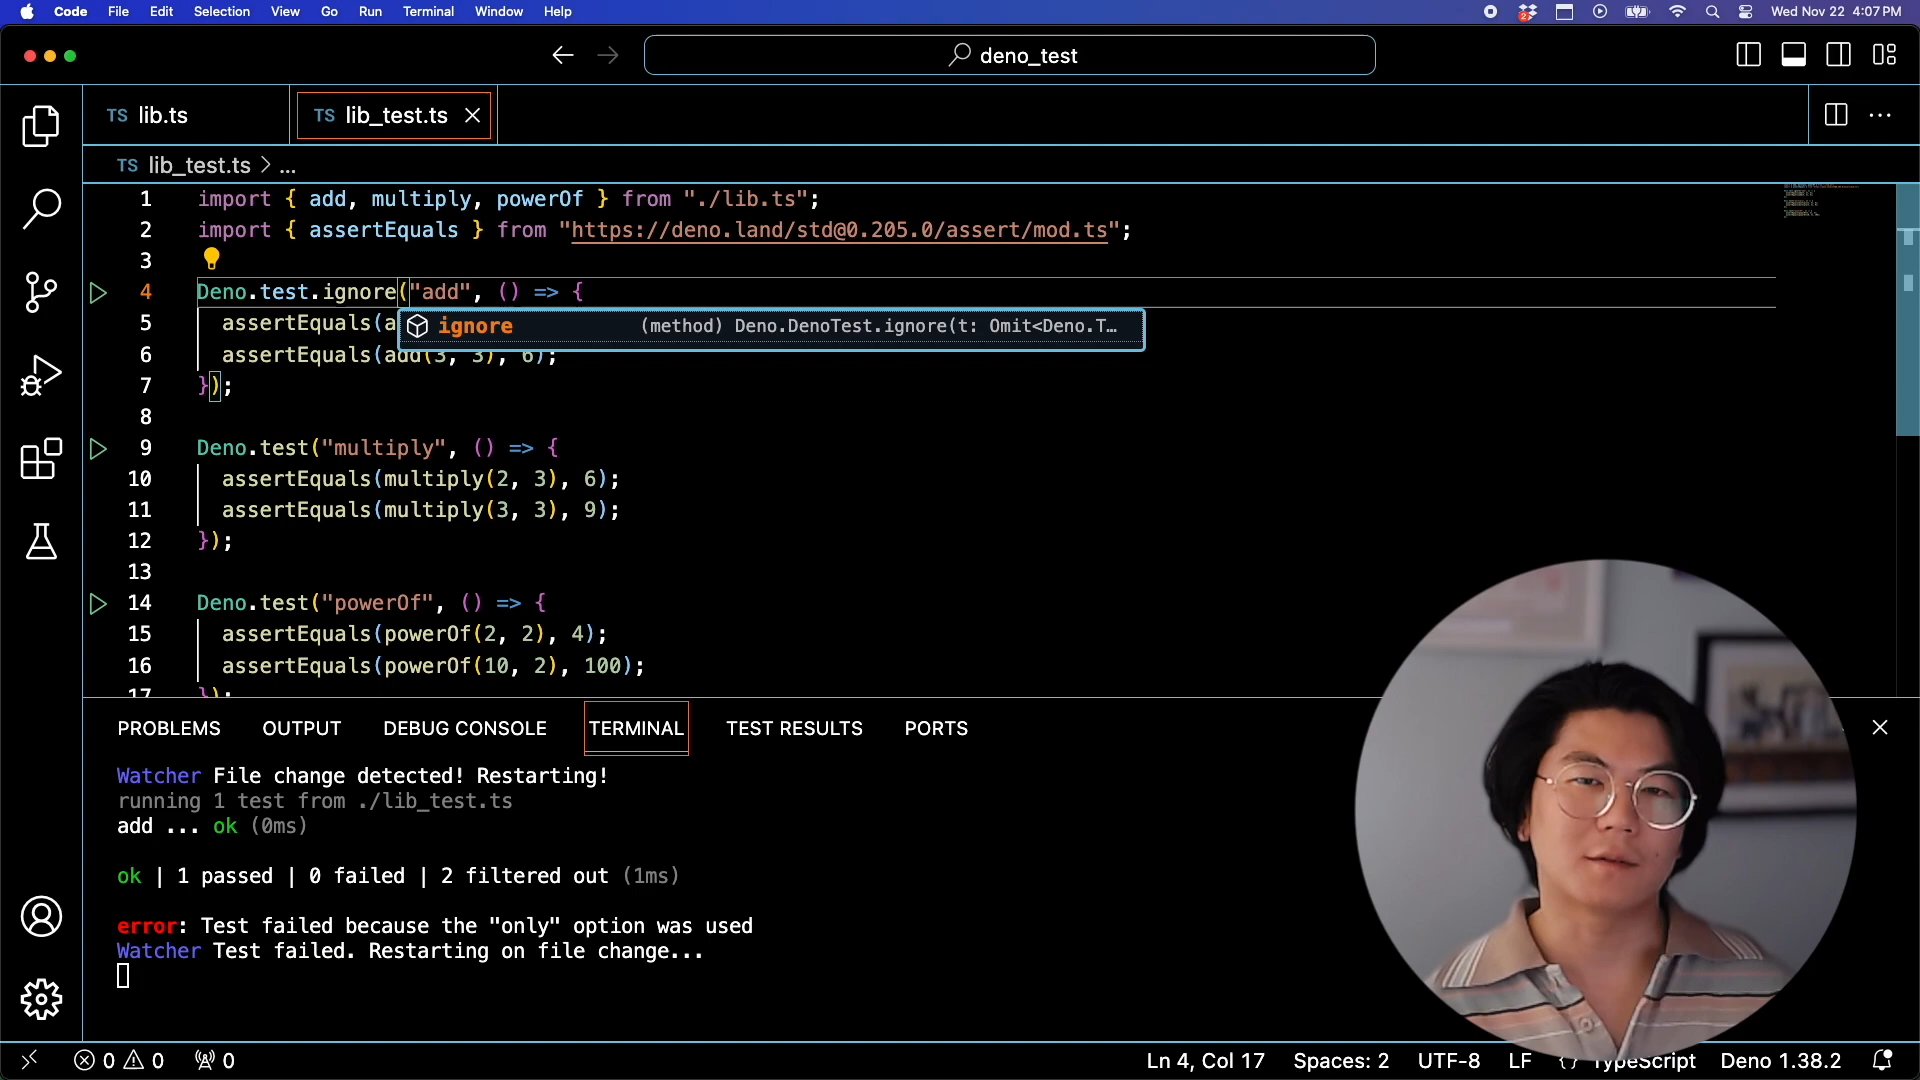 Code File Edit Selection View Go Run Terminal Window Help 2 Wed Nov 22 4:07 PM
deno_test
TS lib.ts TS lib_test.ts
TS lib_test.ts > ...
1 import { add, multiply, powerOf } from "./lib.ts";
2 import { assertEquals } from "https://deno.land/std@0.205.0/assert/mod.ts";
3
4 Deno.test.ignore("add", () => {
5 assertEquals(a
ignore (method) Deno.DenoTest.ignore(t: Omit<Deno.T…
6 assertEquals(add(3, 3), 6);
7 });
8
9 Deno.test("multiply", () => {
10 assertEquals(multiply(2, 3), 6);
11 assertEquals(multiply(3, 3), 9);
12 });
13
14 Deno.test("powerOf", () => {
15 assertEquals(powerOf(2, 2), 4);
16 assertEquals(powerOf(10, 2), 100);
17 });
PROBLEMS OUTPUT DEBUG CONSOLE TERMINAL TEST RESULTS PORTS
Watcher File change detected! Restarting!
running 1 test from ./lib_test.ts
add ... ok (0ms)
ok | 1 passed | 0 failed | 2 filtered out (1ms)
error: Test failed because the "only" option was used
Watcher Test failed. Restarting on file change...
0 0 0 Ln 4, Col 17 Spaces: 2 UTF-8 LF {} TypeScript Deno 1.38.2